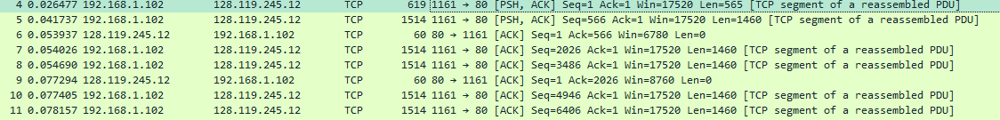 4 0.026477 192.168.1.102 128.119.245.12 TCP 619 1161 → 80 [PSH, ACK] Seq=1 Ack=1 Win=17520 Len=565 [TCP segment of a reassembled PDU]
5 0.041737 192.168.1.102 128.119.245.12 TCP 1514 1161 → 80 [PSH, ACK] Seq=566 Ack=1 Win=17520 Len=1460 [TCP segment of a reassembled PDU]
6 0.053937 128.119.245.12 192.168.1.102 TCP 60 80 → 1161 [ACK] Seq=1 Ack=566 Win=6780 Len=0
7 0.054026 192.168.1.102 128.119.245.12 TCP 1514 1161 → 80 [ACK] Seq=2026 Ack=1 Win=17520 Len=1460 [TCP segment of a reassembled PDU]
8 0.054690 192.168.1.102 128.119.245.12 TCP 1514 1161 → 80 [ACK] Seq=3486 Ack=1 Win=17520 Len=1460 [TCP segment of a reassembled PDU]
9 0.077294 128.119.245.12 192.168.1.102 TCP 60 80 → 1161 [ACK] Seq=1 Ack=2026 Win=8760 Len=0
10 0.077405 192.168.1.102 128.119.245.12 TCP 1514 1161 → 80 [ACK] Seq=4946 Ack=1 Win=17520 Len=1460 [TCP segment of a reassembled PDU]
11 0.078157 192.168.1.102 128.119.245.12 TCP 1514 1161 → 80 [ACK] Seq=6406 Ack=1 Win=17520 Len=1460 [TCP segment of a reassembled PDU]